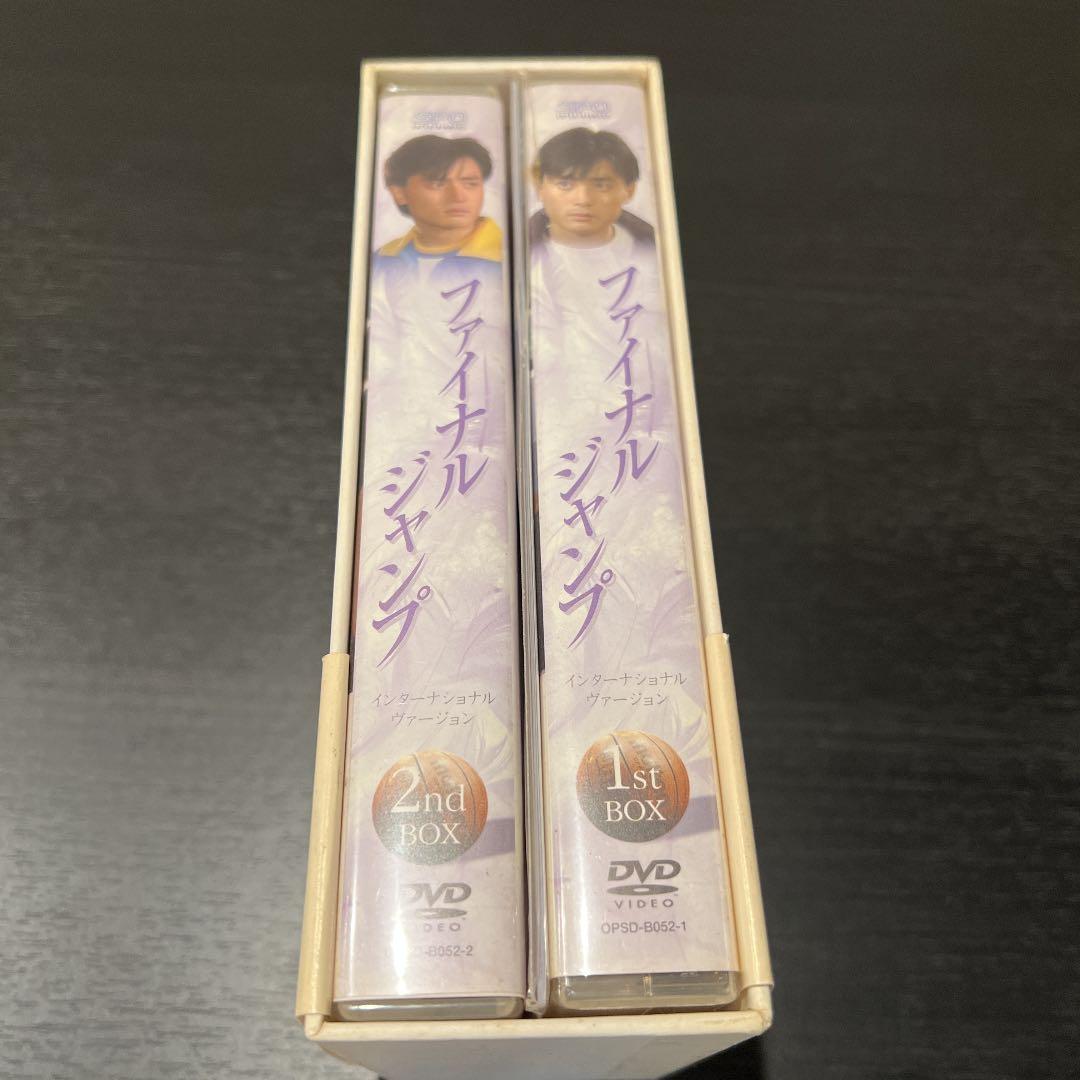 ファイナル
ジャンプ
インターナショナル
ヴァージョン
2nd
BOX
DVD
VIDEO
-B052-2
ファイナル
ジャンプ
インターナショナル
ヴァージョン
1st
BOX
DVD
VIDEO
OPSD-B052-1